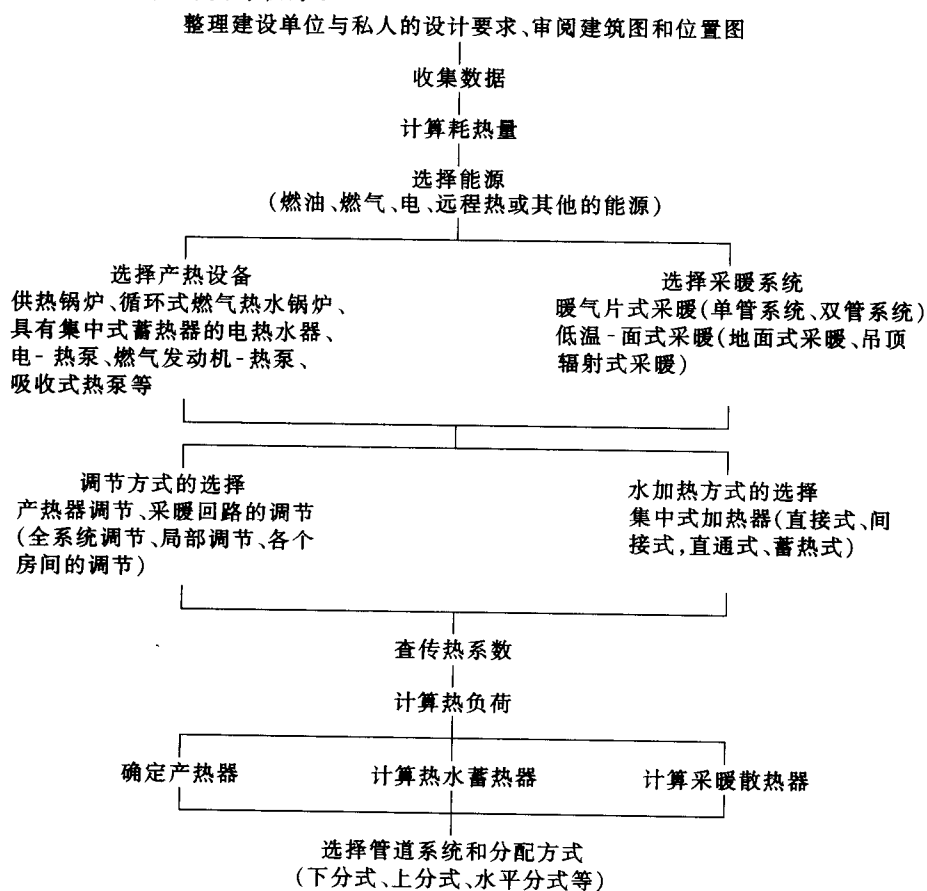 整理建设单位与私人的设计要求、审阅建筑图和位置图
收集数据
计算耗热量
选择能源
(燃油、燃气、电、远程热或其他的能源)
选择产热设备
供热锅炉、循环式燃气热水锅炉、
具有集中式蓄热器的电热水器、
电-热泵、燃气发动机-热泵、
吸收式热泵等
选择采暖系统
暖气片式采暖(单管系统、双管系统)
低温-面式采暖(地面式采暖、吊顶
辐射式采暖)
调节方式的选择
产热器调节、采暖回路的调节
(全系统调节、局部调节、各个
房间的调节)
水加热方式的选择
集中式加热器(直接式、间
接式,直通式、蓄热式)
查传热系数
计算热负荷
确定产热器
计算热水蓄热器
计算采暖散热器
选择管道系统和分配方式
(下分式、上分式、水平分式等)